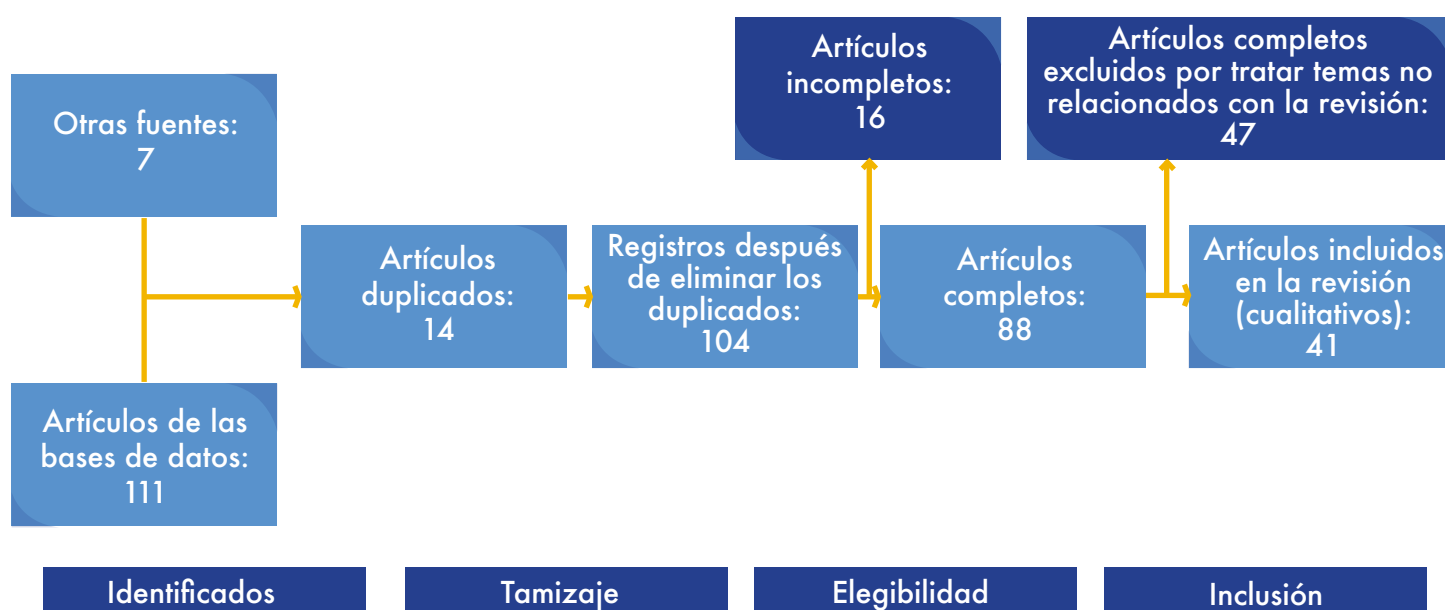 Otras fuentes:
7
Artículos de las
bases de datos:
111
Artículos
duplicados:
14
Registros después
de eliminar los
duplicados:
104
Artículos
incompletos:
16
Artículos
completos:
88
Artículos completos
excluidos por tratar temas no
relacionados con la revisión:
47
Artículos incluidos
en la revisión
(cualitativos):
41
Identificados
Tamizaje
Elegibilidad
Inclusión